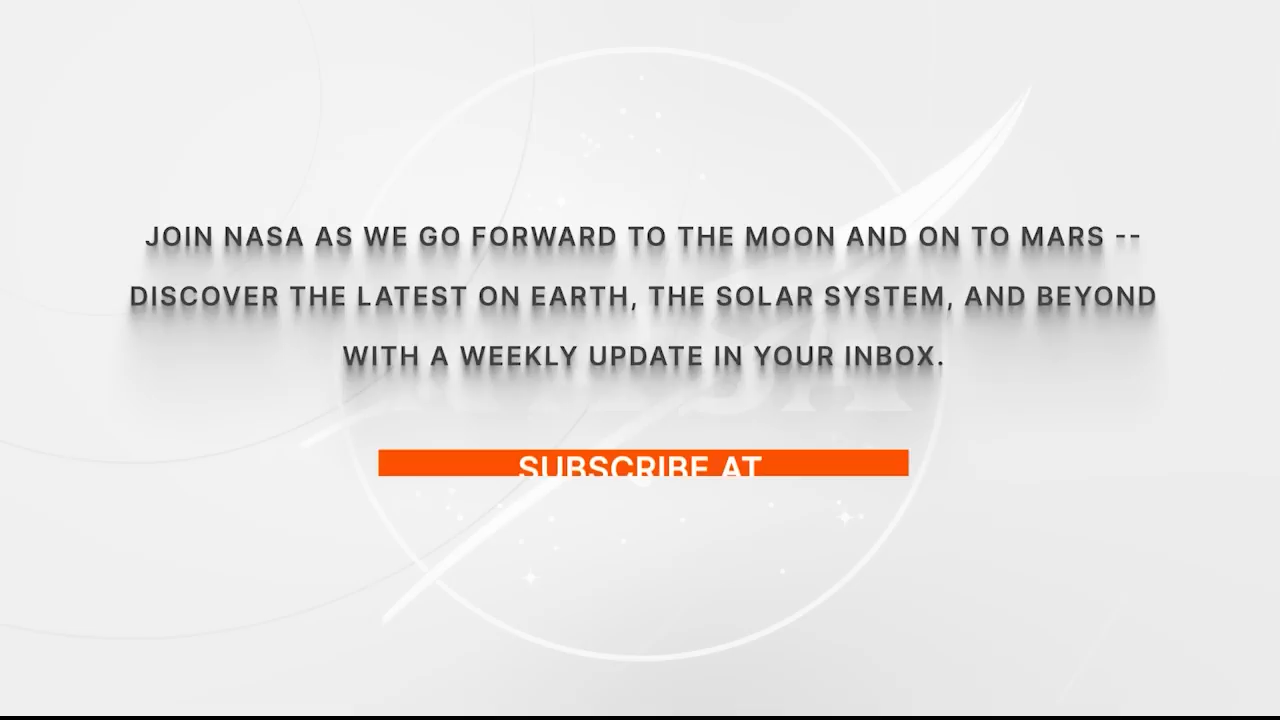 JOIN NASA AS WE GO FORWARD TO THE MOON AND ON TO MARS --
DISCOVER THE LATEST ON EARTH, THE SOLAR SYSTEM, AND BEYOND
WITH A WEEKLY UPDATE IN YOUR INBOX.
SUBSCRIBE AT